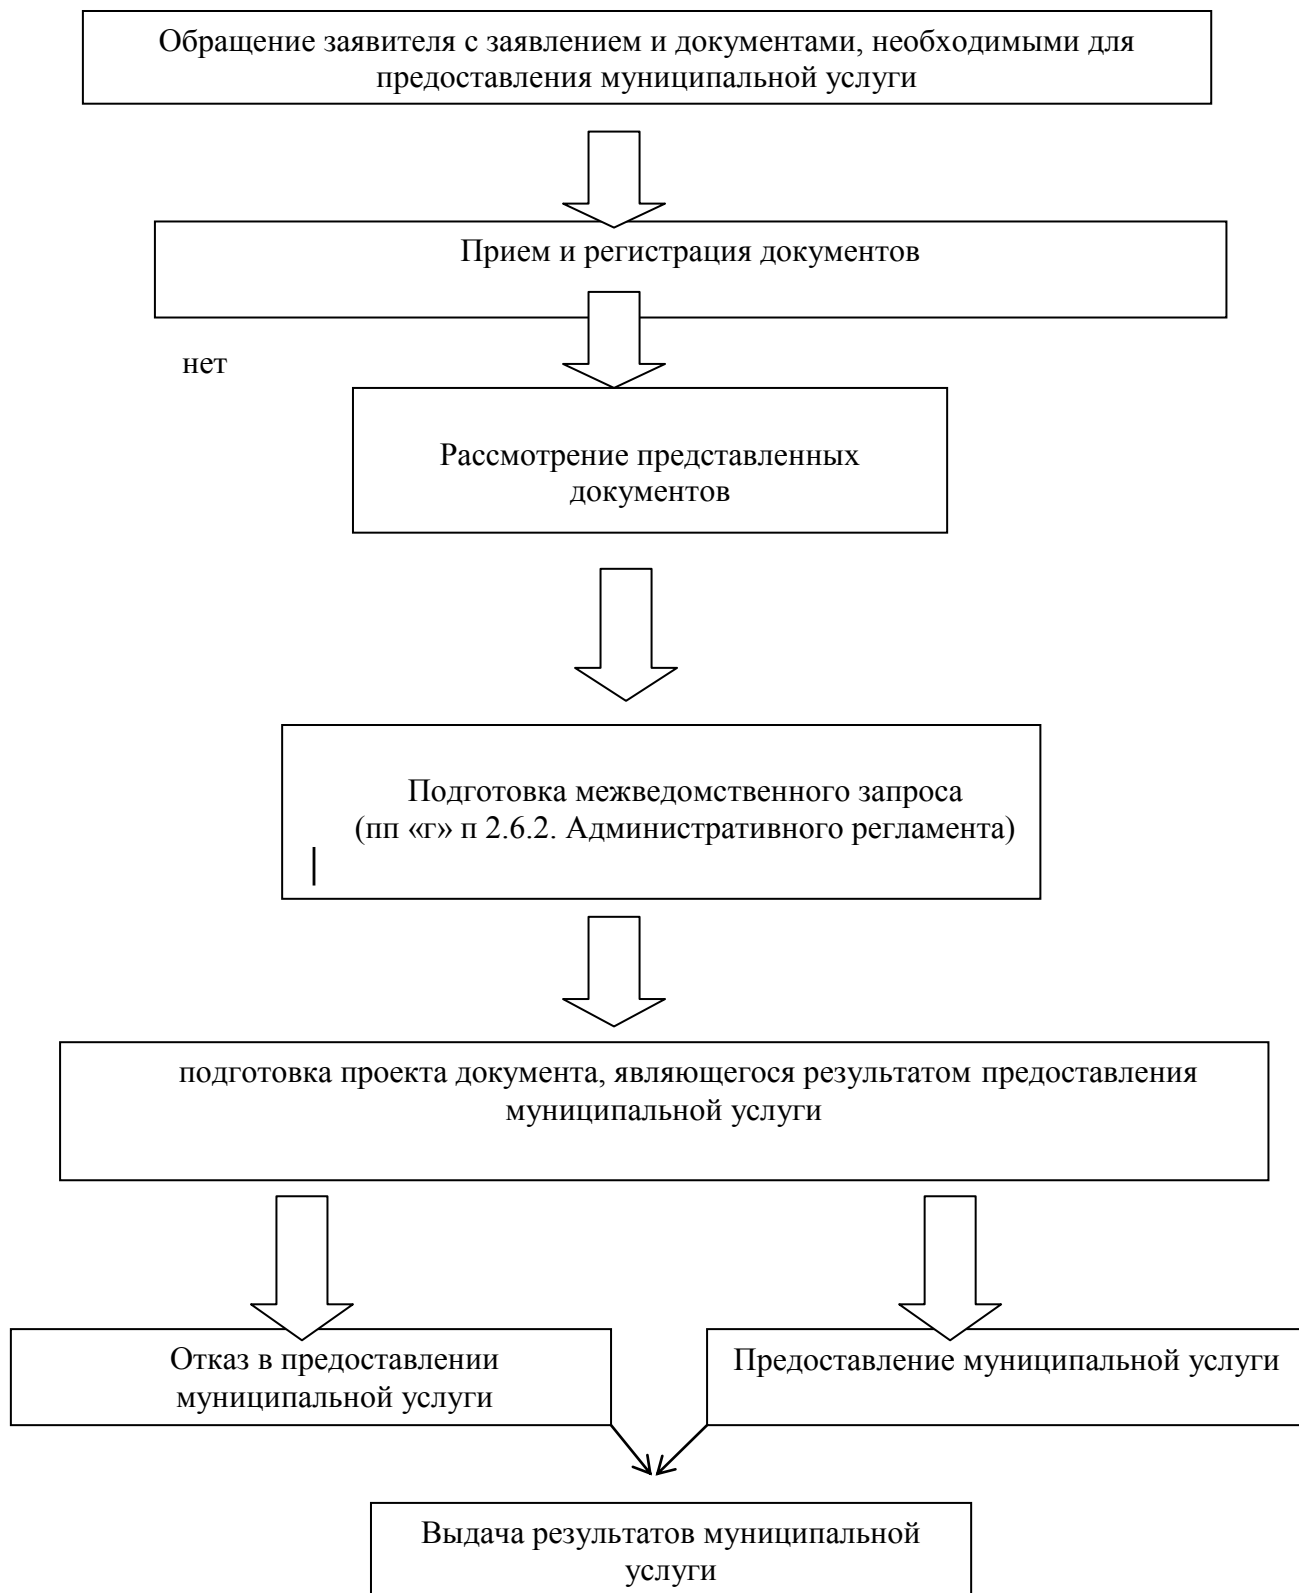 Обращение заявителя с заявлением и документами, необходимыми для
предоставления муниципальной услуги
Прием и регистрация документов
нет
Рассмотрение представленных
документов
Подготовка межведомственного запроса
(пп «г» п 2.6.2. Административного регламента)
подготовка проекта документа, являющегося результатом предоставления
муниципальной услуги
Отказ в предоставлении
муниципальной услуги
Предоставление муниципальной услуги
Выдача результатов муниципальной
услуги